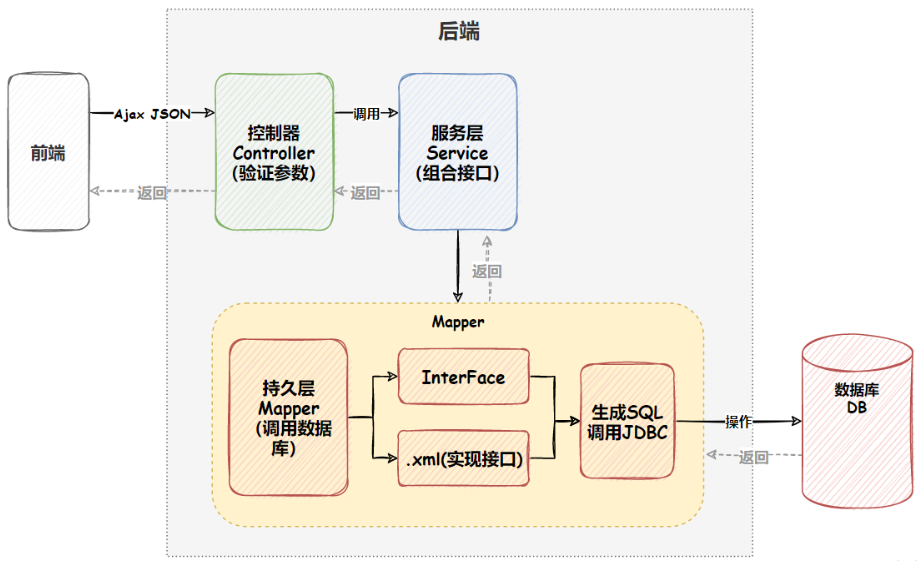 后端
前端
Ajax JSON
控制器
Controller
(验证参数)
调用
服务层
Service
(组合接口)
返回
返回
返回
Mapper
持久层
Mapper
(调用数据
库)
InterFace
.xml(实现接口)
生成SQL
调用JDBC
操作
返回
数据库
DB